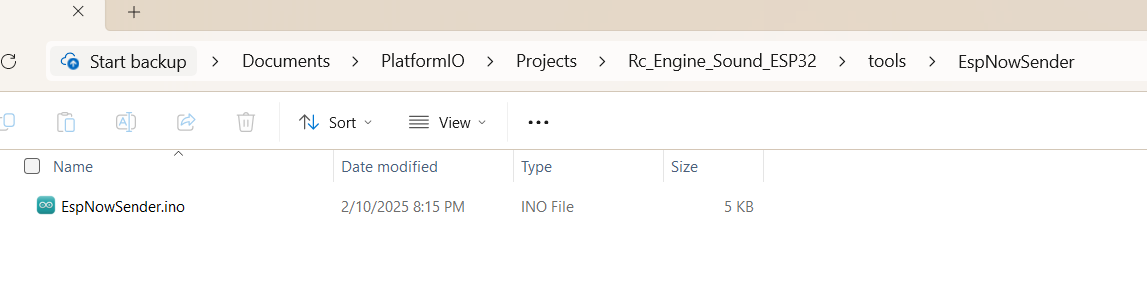 Start backup > Documents > PlatformIO > Projects > Rc_Engine_Sound_ESP32 > tools > EspNowSender
Sort View
Name Date modified Type Size
EspNowSender.ino 2/10/2025 8:15 PM INO File 5 KB